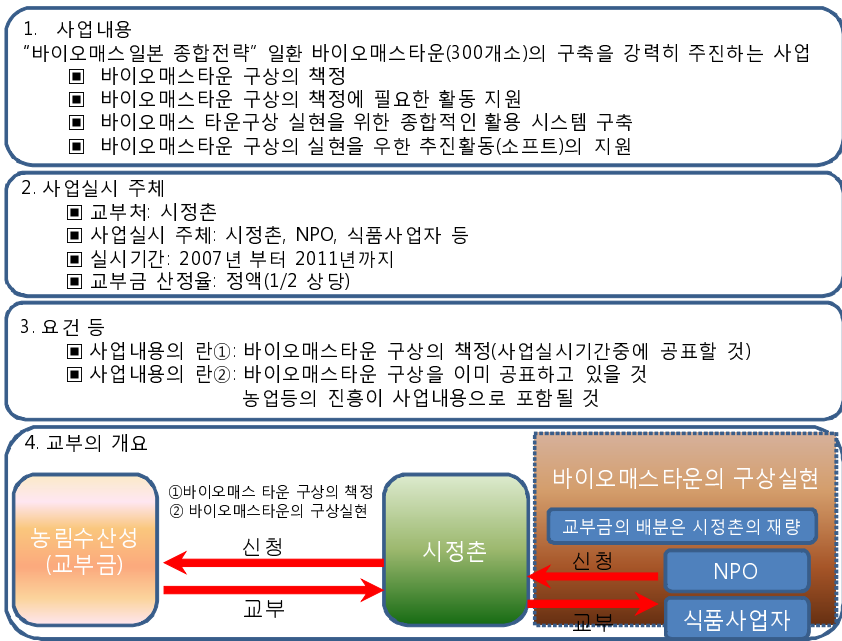 1. 사업내용
"바이오매스일본 종합전략" 일환 바이오매스타운(300개소)의 구축을 강력히 주진하는 사업
▣ 바이오매스타운 구상의 책정
▣ 바이오매스타운 구상의 책정에 필요한 활동 지원
▣ 바이오매스 타운구상 실현을 위한 종합적인 활용 시스템 구축
▣ 바이오매스타운 구상의 실현을 우한 추진활동(소프트)의 지원
2. 사업실시 주체
▣ 교부처: 시정촌
▣ 사업실시 주체: 시정촌, NPO, 식품사업자 등
▣ 실시기간: 2007년 부터 2011년까지
▣ 교부금 산정율: 정액(1/2 상당)
3. 요건 등
▣ 사업내용의 란①: 바이오매스타운 구상의 책정(사업실시기간중에 공표할 것)
▣ 사업내용의 란②: 바이오매스타운 구상을 이미 공표하고 있을 것
농업등의 진흥이 사업내용으로 포함될 것
4. 교부의 개요
농림수산성
(교부금)
①바이오매스 타운 구상의 책정
② 바이오매스타운의 구상실현
신청
교부
시정촌
바이오매스타운의 구상실현
교부금의 배분은 시정촌의 재량
신청
NPO
교부
식품사업자